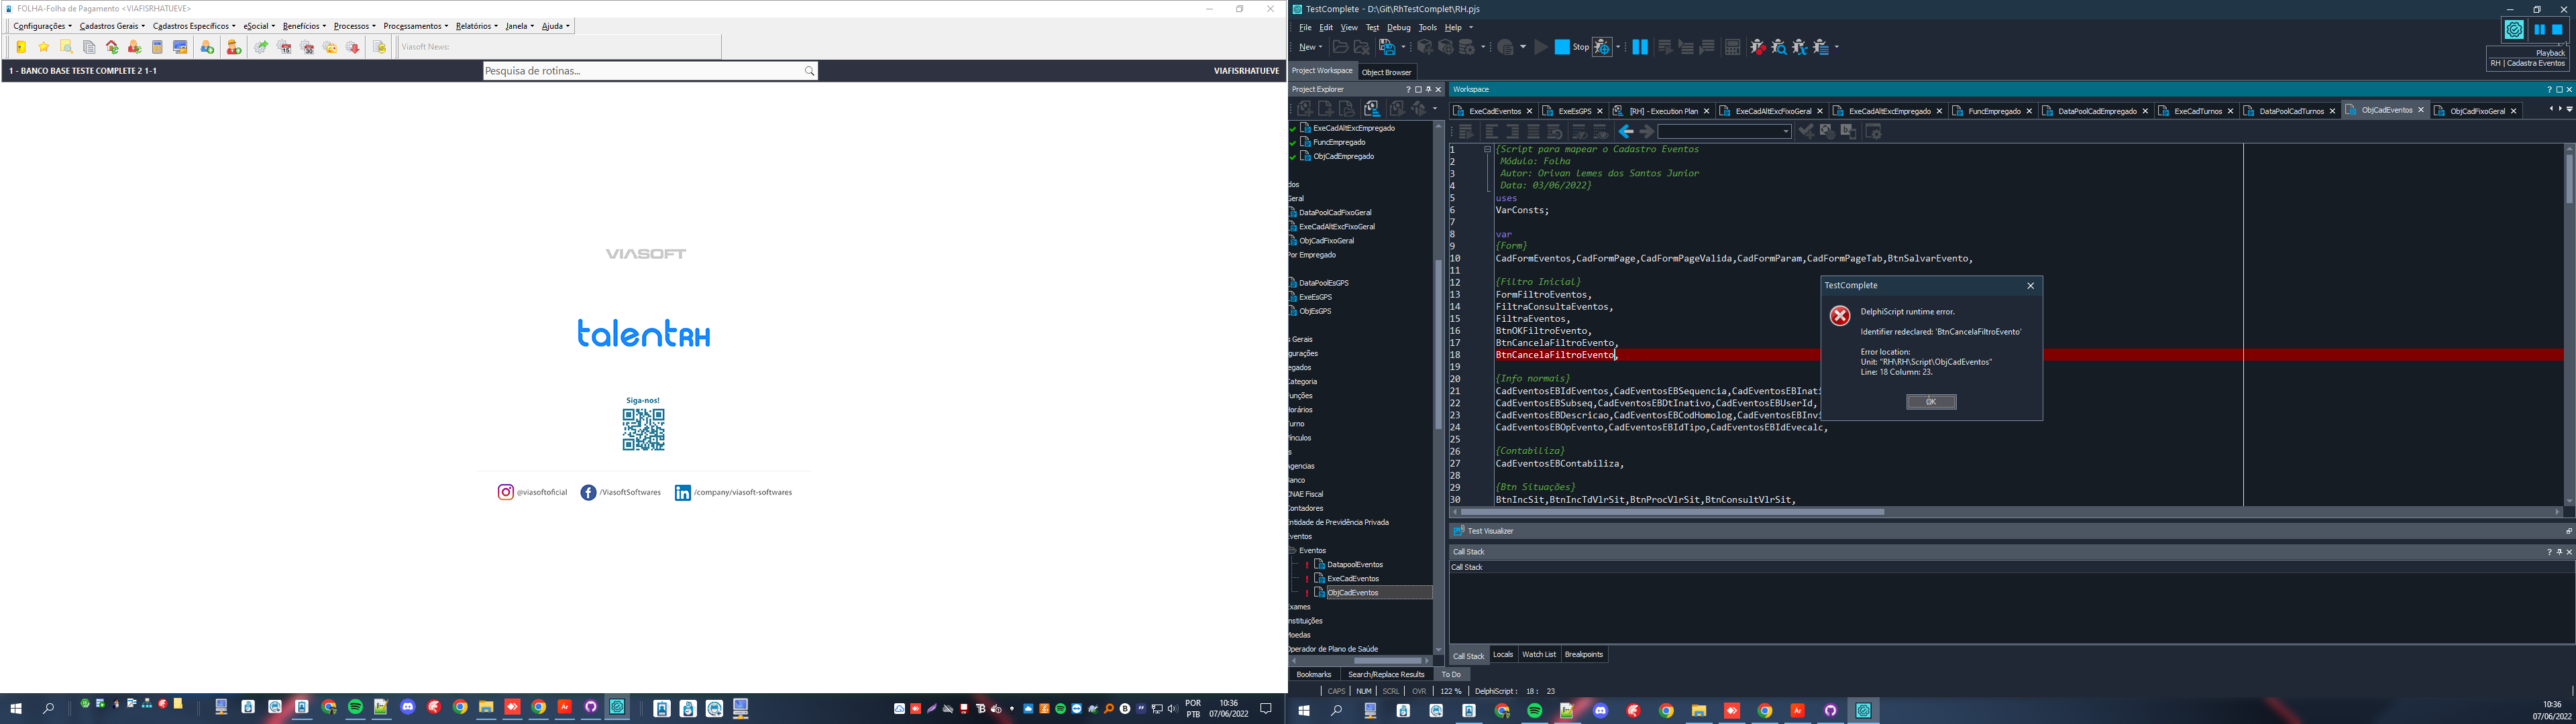 FOLHA-Folha de Pagamento <VIAFISRHATUEVE>
Configurações Cadastros Gerais Cadastros Específicos eSocial Benefícios Processos Processamentos Relatórios Janela Ajuda
Viasoft News:
1 - BANCO BASE TESTE COMPLETE 2 1-1
Pesquisa de rotinas...
VIAFISRHATUEVE
VIASOFT
talentRH
Siga-nos!
@viasoftoficial
/ViasoftSoftwares
/company/viasoft-softwares
POR
PTB
10:36
07/06/2022
TestComplete - D:\Git\RhTestComplet\RH.pjs
File Edit View Test Debug Tools Help
New
Stop
Playback
RH | Cadastra Eventos
Project Workspace Object Browser
Project Explorer
Workspace
ExeCadEventos ExeEsGPS [RH] - Execution Plan ExeCadAltExcFixoGeral ExeCadAltExcEmpregado FuncEmpregado DataPoolCadEmpregado ExeCadTurnos DataPoolCadTurnos ObjCadEventos ObjCadFixoGeral
ExeCadAltExcEmpregado
FuncEmpregado
ObjCadEmpregado
dos
Geral
DataPoolCadFixoGeral
ExeCadAltExcFixoGeral
ObjCadFixoGeral
Por Empregado
DataPoolEsGPS
ExeEsGPS
ObjEsGPS
s Gerais
gurações
egados
Categoria
unções
orários
urno
ínculos
s
gencias
anco
NAE Fiscal
ontadores
ntidade de Previdência Privada
ventos
Eventos
DatapoolEventos
ExeCadEventos
ObjCadEventos
xames
nstituições
oedas
perador de Plano de Saúde
1 {Script para mapear o Cadastro Eventos
2 Módulo: Folha
3 Autor: Orivan lemes dos Santos Junior
4 Data: 03/06/2022}
5 uses
6 VarConsts;
7
8 var
9 {Form}
10 CadFormEventos,CadFormPage,CadFormPageValida,CadFormParam,CadFormPageTab,BtnSalvarEvento,
11
12 {Filtro Inicial}
13 FormFiltroEventos,
14 FiltraConsultaEventos,
15 FiltraEventos,
16 BtnOKFiltroEvento,
17 BtnCancelaFiltroEvento,
18 BtnCancelaFiltroEvento,
19
20 {Info normais}
21 CadEventosEBIdEventos,CadEventosEBSequencia,CadEventosEBInati
22 CadEventosEBSubseq,CadEventosEBDtInativo,CadEventosEBUserId,
23 CadEventosEBDescricao,CadEventosEBCodHomolog,CadEventosEBInvi
24 CadEventosEBOpEvento,CadEventosEBIdTipo,CadEventosEBIdEvecalc,
25
26 {Contabiliza}
27 CadEventosEBContabiliza,
28
29 {Btn Situações}
30 BtnIncSit,BtnIncTdVlrSit,BtnProcVlrSit,BtnConsultVlrSit,
TestComplete
DelphiScript runtime error.
Identifier redeclared: 'BtnCancelaFiltroEvento'
Error location:
Unit: "RH\RH\Script\ObjCadEventos"
Line: 18 Column: 23.
OK
Test Visualizer
Call Stack
Call Stack
Call Stack Locals Watch List Breakpoints
Bookmarks Search/Replace Results To Do
CAPS NUM SCRL OVR 122 % DelphiScript : 18 : 23
10:36
07/06/2022